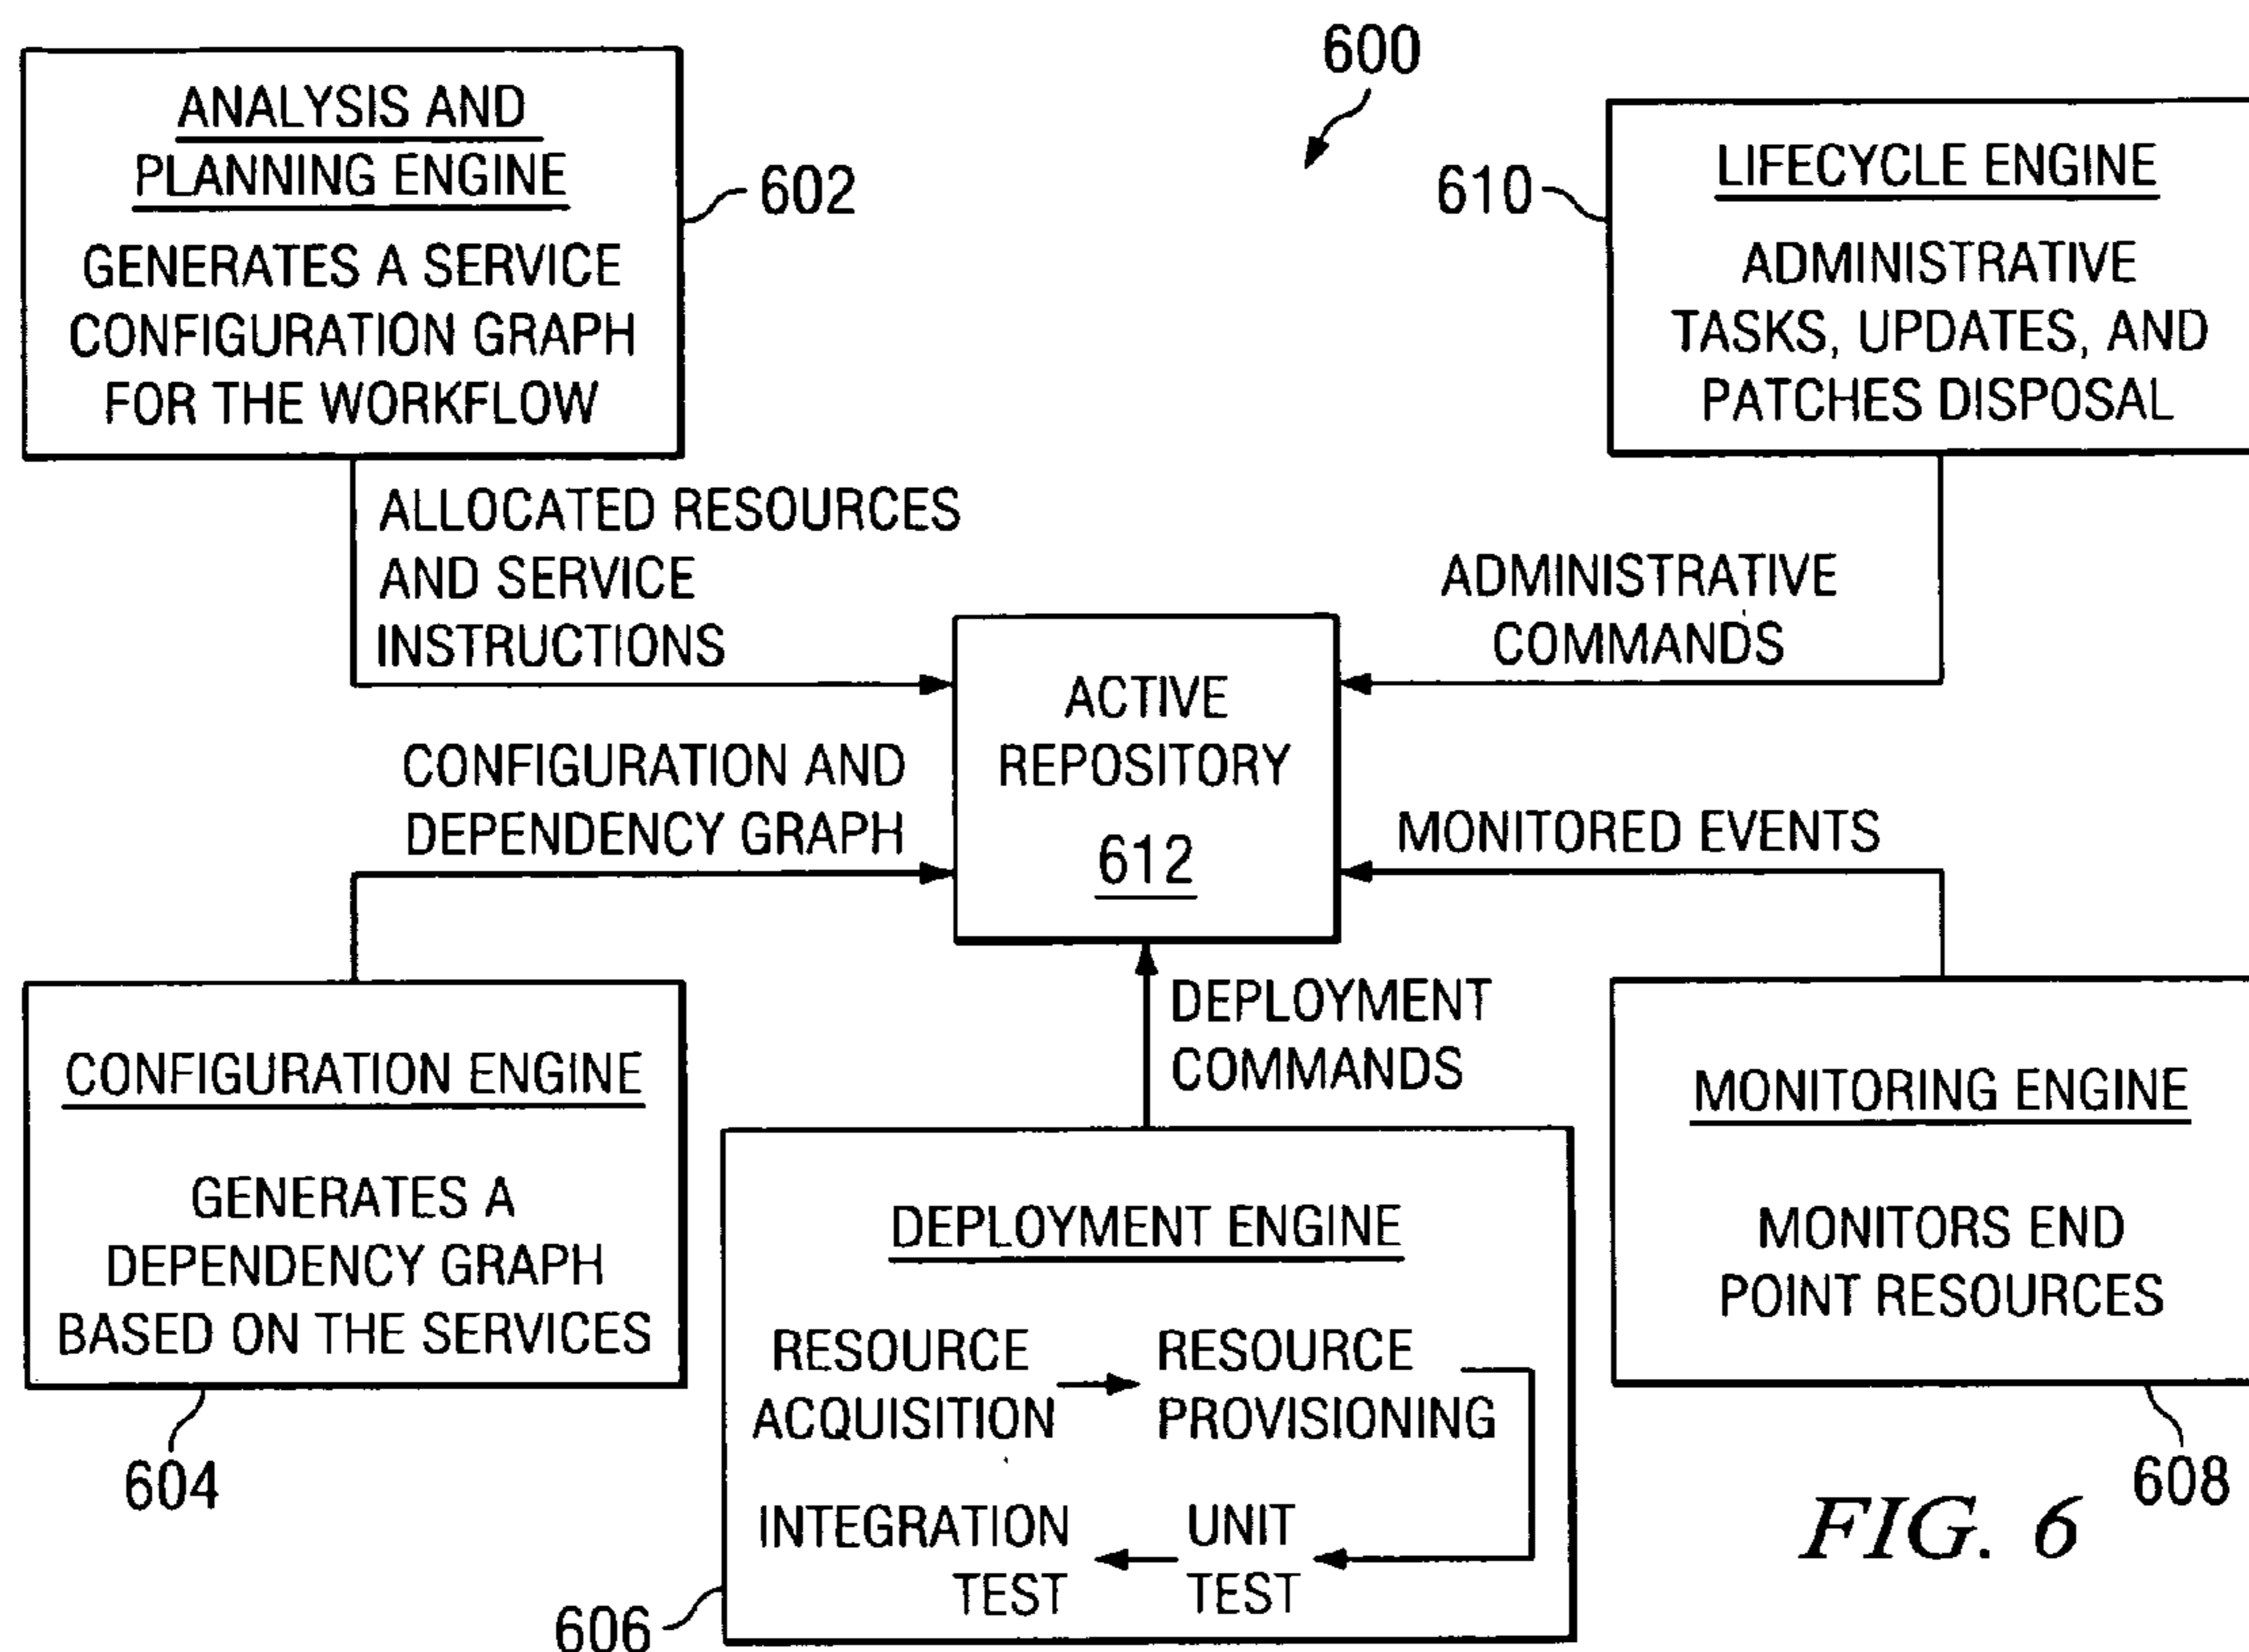 600
ANALYSIS AND
PLANNING ENGINE
GENERATES A SERVICE
CONFIGURATION GRAPH
FOR THE WORKFLOW
602
610
LIFECYCLE ENGINE
ADMINISTRATIVE
TASKS, UPDATES, AND
PATCHES DISPOSAL
ALLOCATED RESOURCES
AND SERVICE
INSTRUCTIONS
ADMINISTRATIVE
COMMANDS
ACTIVE
REPOSITORY
612
CONFIGURATION AND
DEPENDENCY GRAPH
MONITORED EVENTS
DEPLOYMENT
COMMANDS
CONFIGURATION ENGINE
GENERATES A
DEPENDENCY GRAPH
BASED ON THE SERVICES
604
DEPLOYMENT ENGINE
RESOURCE
ACQUISITION
RESOURCE
PROVISIONING
UNIT
TEST
INTEGRATION
TEST
606
MONITORING ENGINE
MONITORS END
POINT RESOURCES
608
FIG. 6